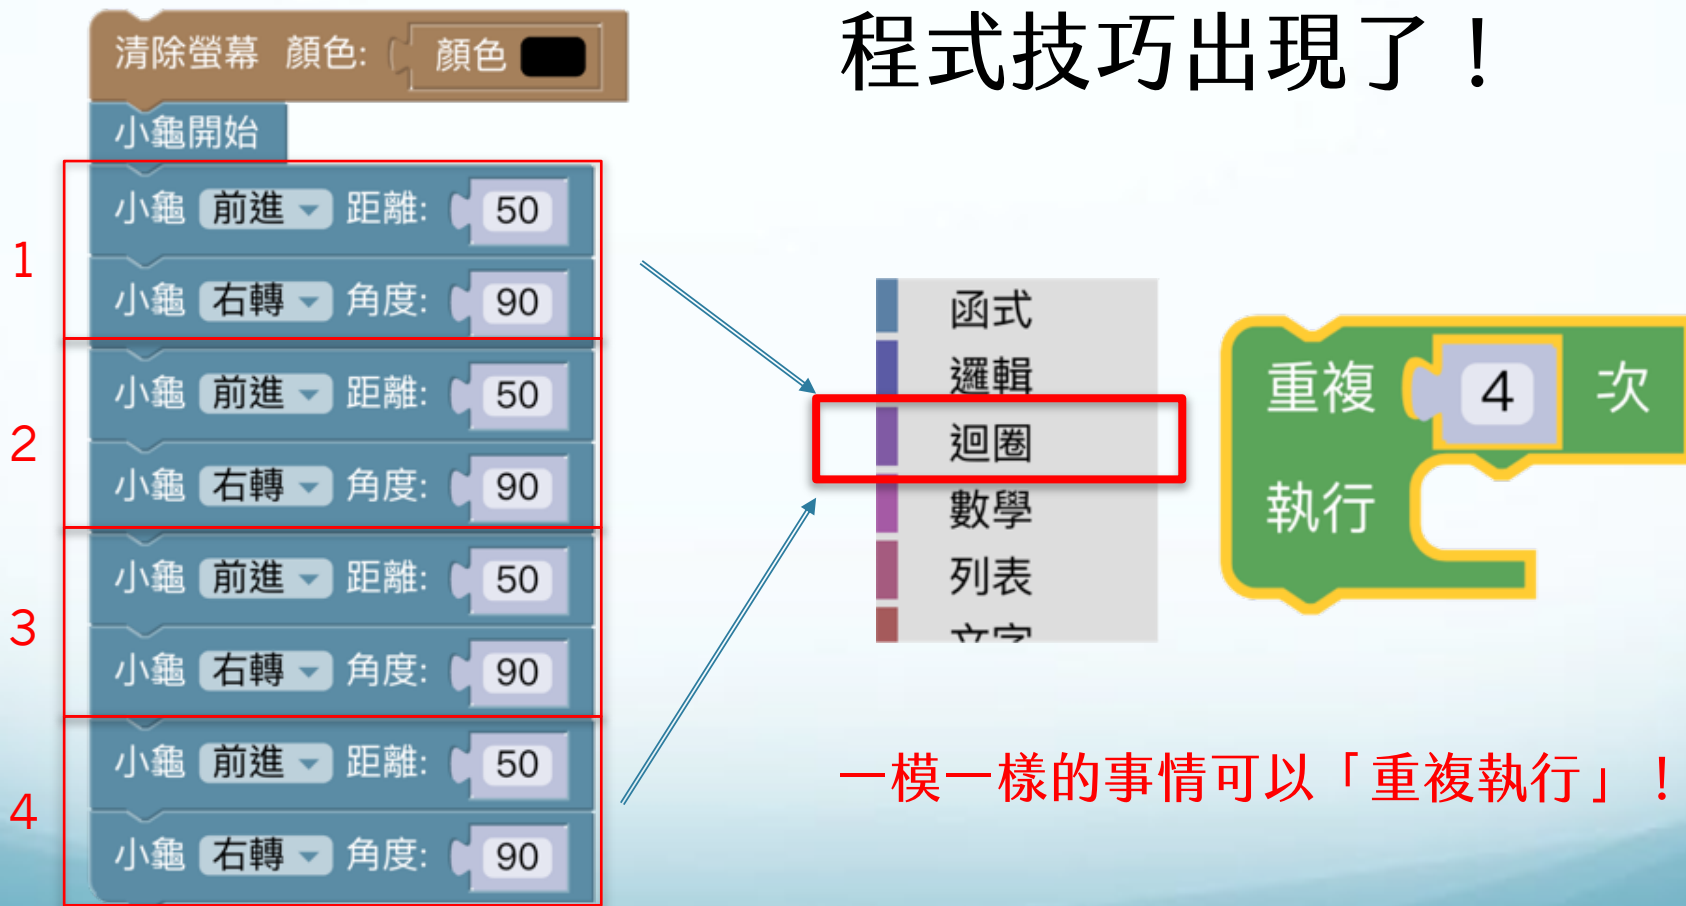 程式技巧出現了！
清除螢幕 顏色: 顏色
小龜開始
1
小龜 前進 距離: 50
小龜 右轉 角度: 90
2
小龜 前進 距離: 50
小龜 右轉 角度: 90
3
小龜 前進 距離: 50
小龜 右轉 角度: 90
4
小龜 前進 距離: 50
小龜 右轉 角度: 90
函式
邏輯
迴圈
數學
列表
文字
重複 4 次
執行
一模一樣的事情可以「重複執行」！